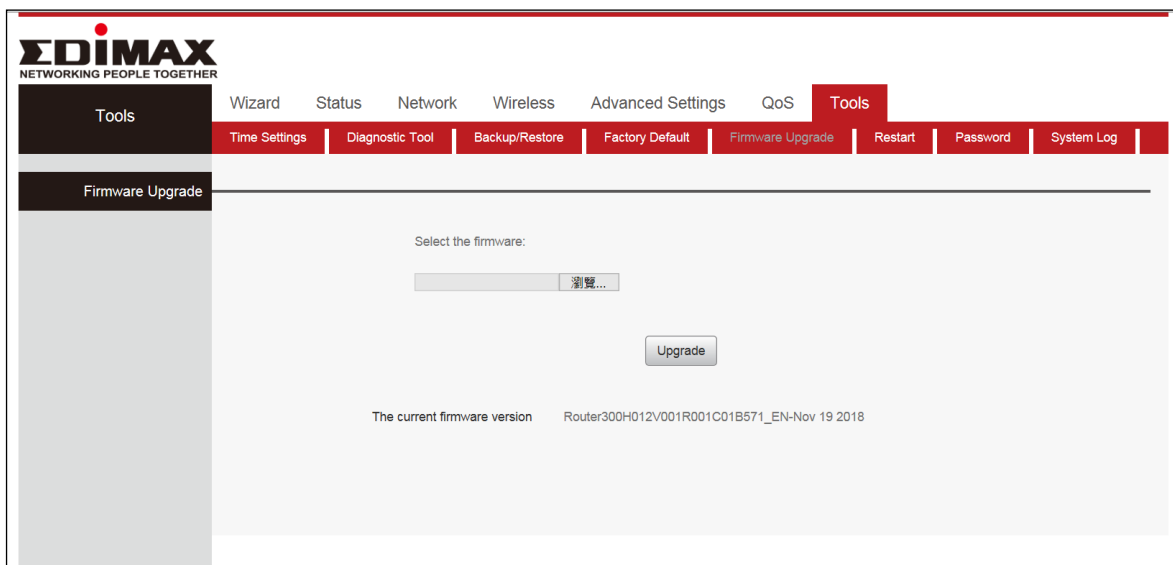 EDIMAX
NETWORKING PEOPLE TOGETHER
Tools
Wizard Status Network Wireless Advanced Settings QoS Tools
Time Settings Diagnostic Tool Backup/Restore Factory Default Firmware Upgrade Restart Password System Log
Firmware Upgrade
Select the firmware:
瀏覽...
Upgrade
The current firmware version Router300H012V001R001C01B571_EN-Nov 19 2018